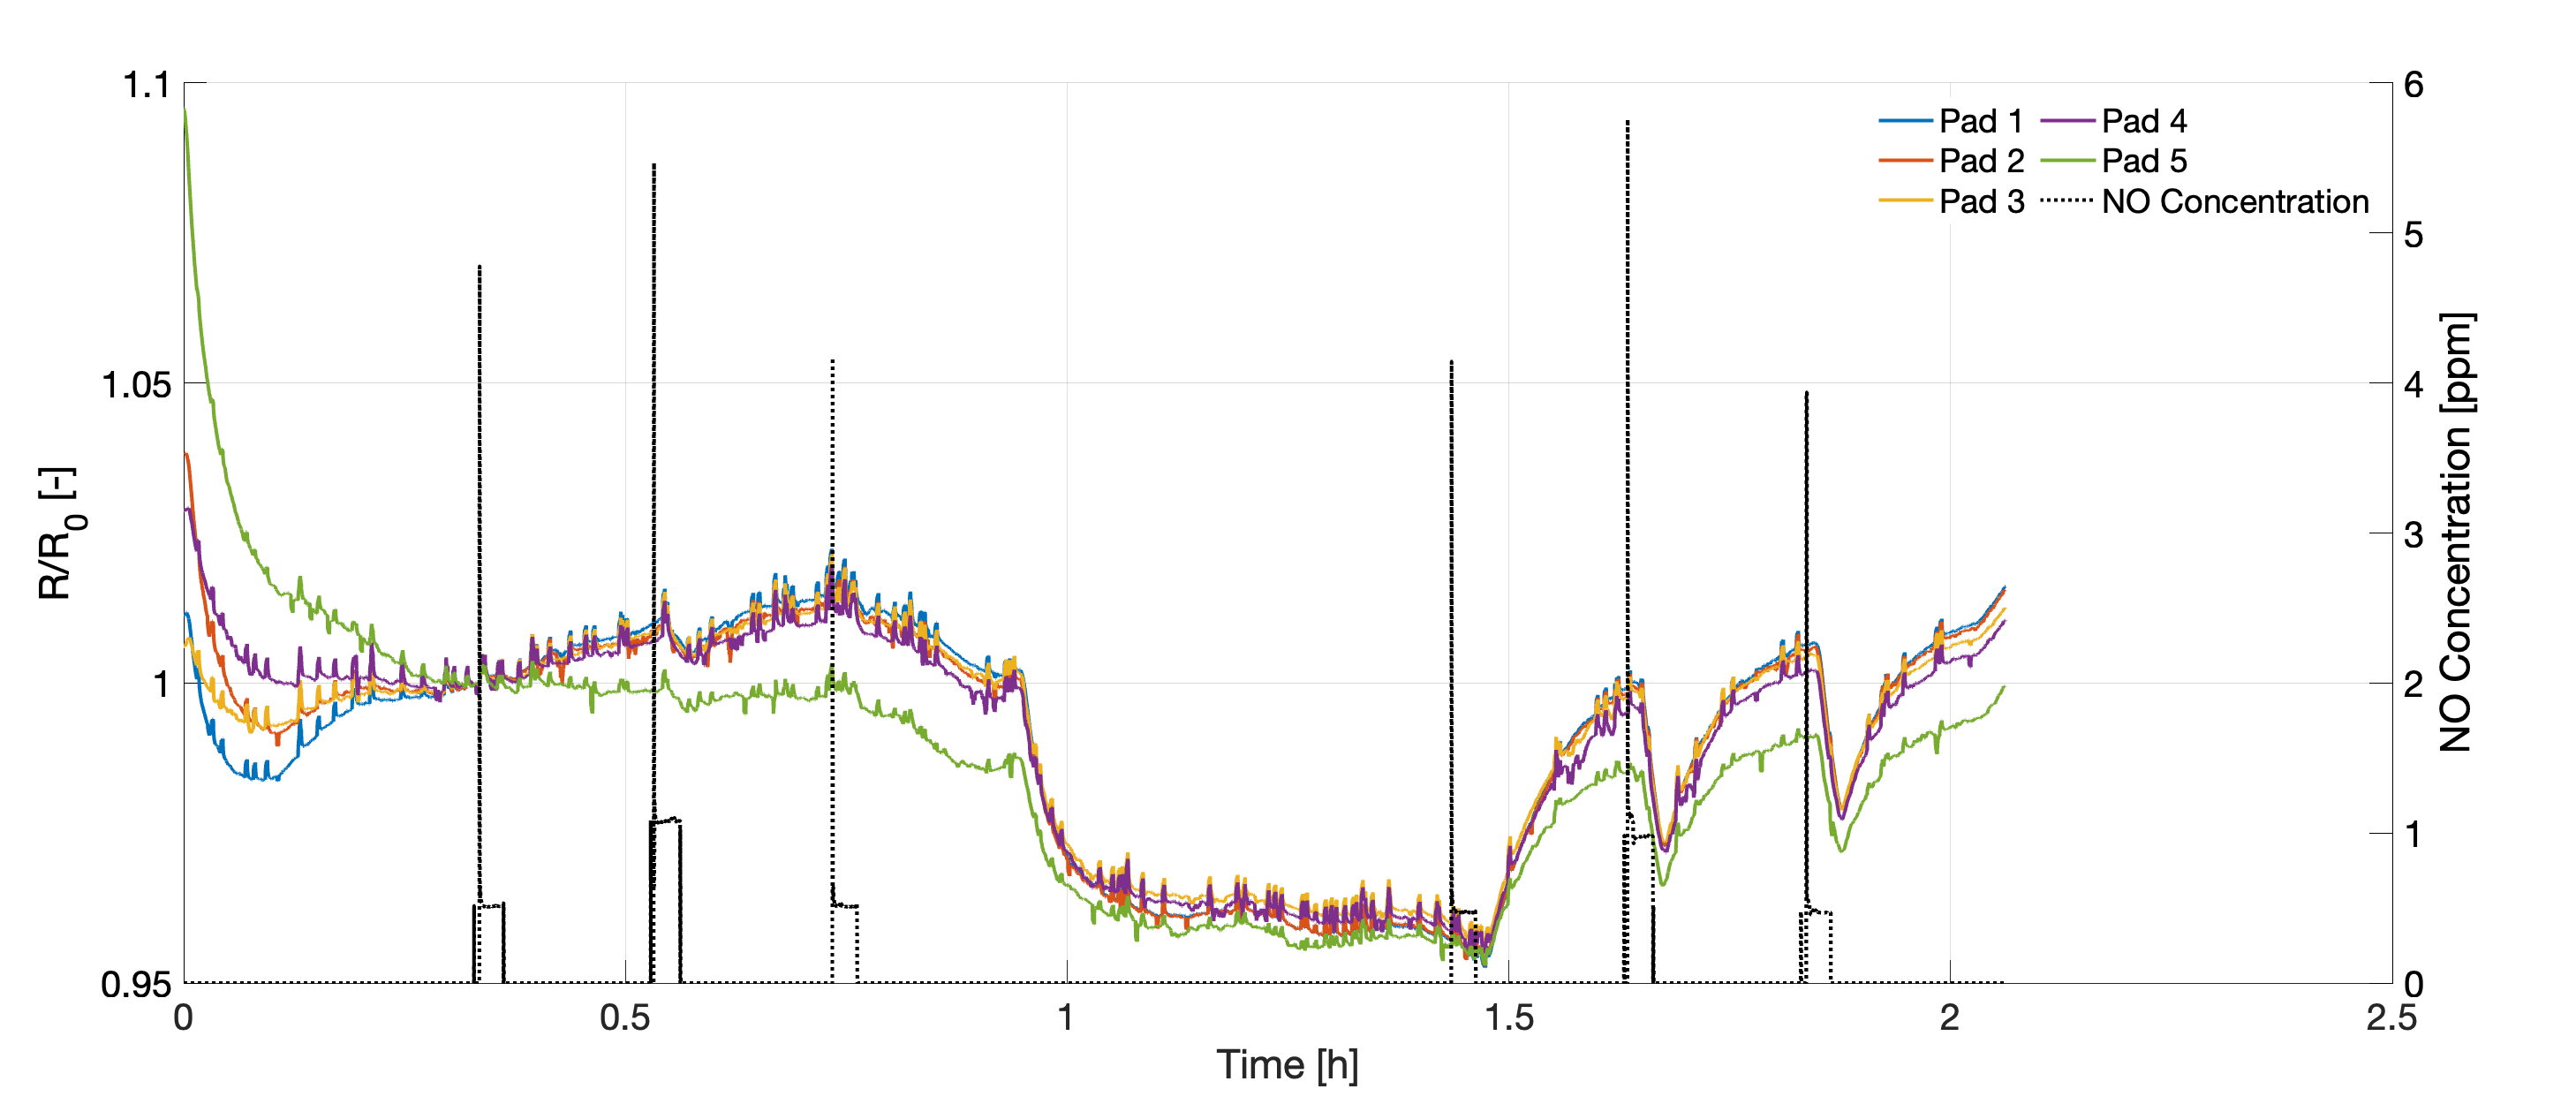 1.1
1.05
1
0.95
R/R0 [-]
0
0.5
1
1.5
2
2.5
Time [h]
6
5
4
3
2
1
0
NO Concentration [ppm]
Pad 1
Pad 2
Pad 3
Pad 4
Pad 5
NO Concentration